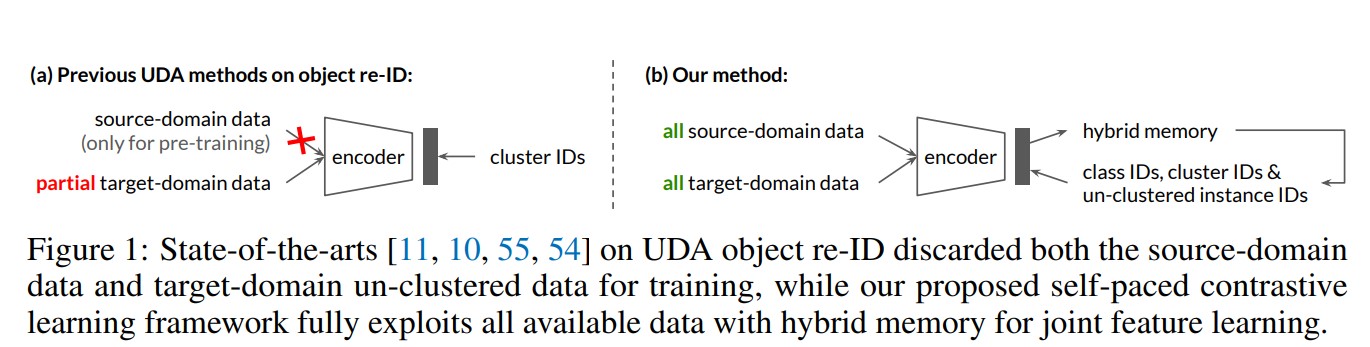 (a) Previous UDA methods on object re-ID:
source-domain data
(only for pre-training)
partial target-domain data
encoder
cluster IDs
(b) Our method:
all source-domain data
all target-domain data
encoder
hybrid memory
class IDs, cluster IDs &
un-clustered instance IDs
Figure 1: State-of-the-arts [11, 10, 55, 54] on UDA object re-ID discarded both the source-domain
data and target-domain un-clustered data for training, while our proposed self-paced contrastive
learning framework fully exploits all available data with hybrid memory for joint feature learning.